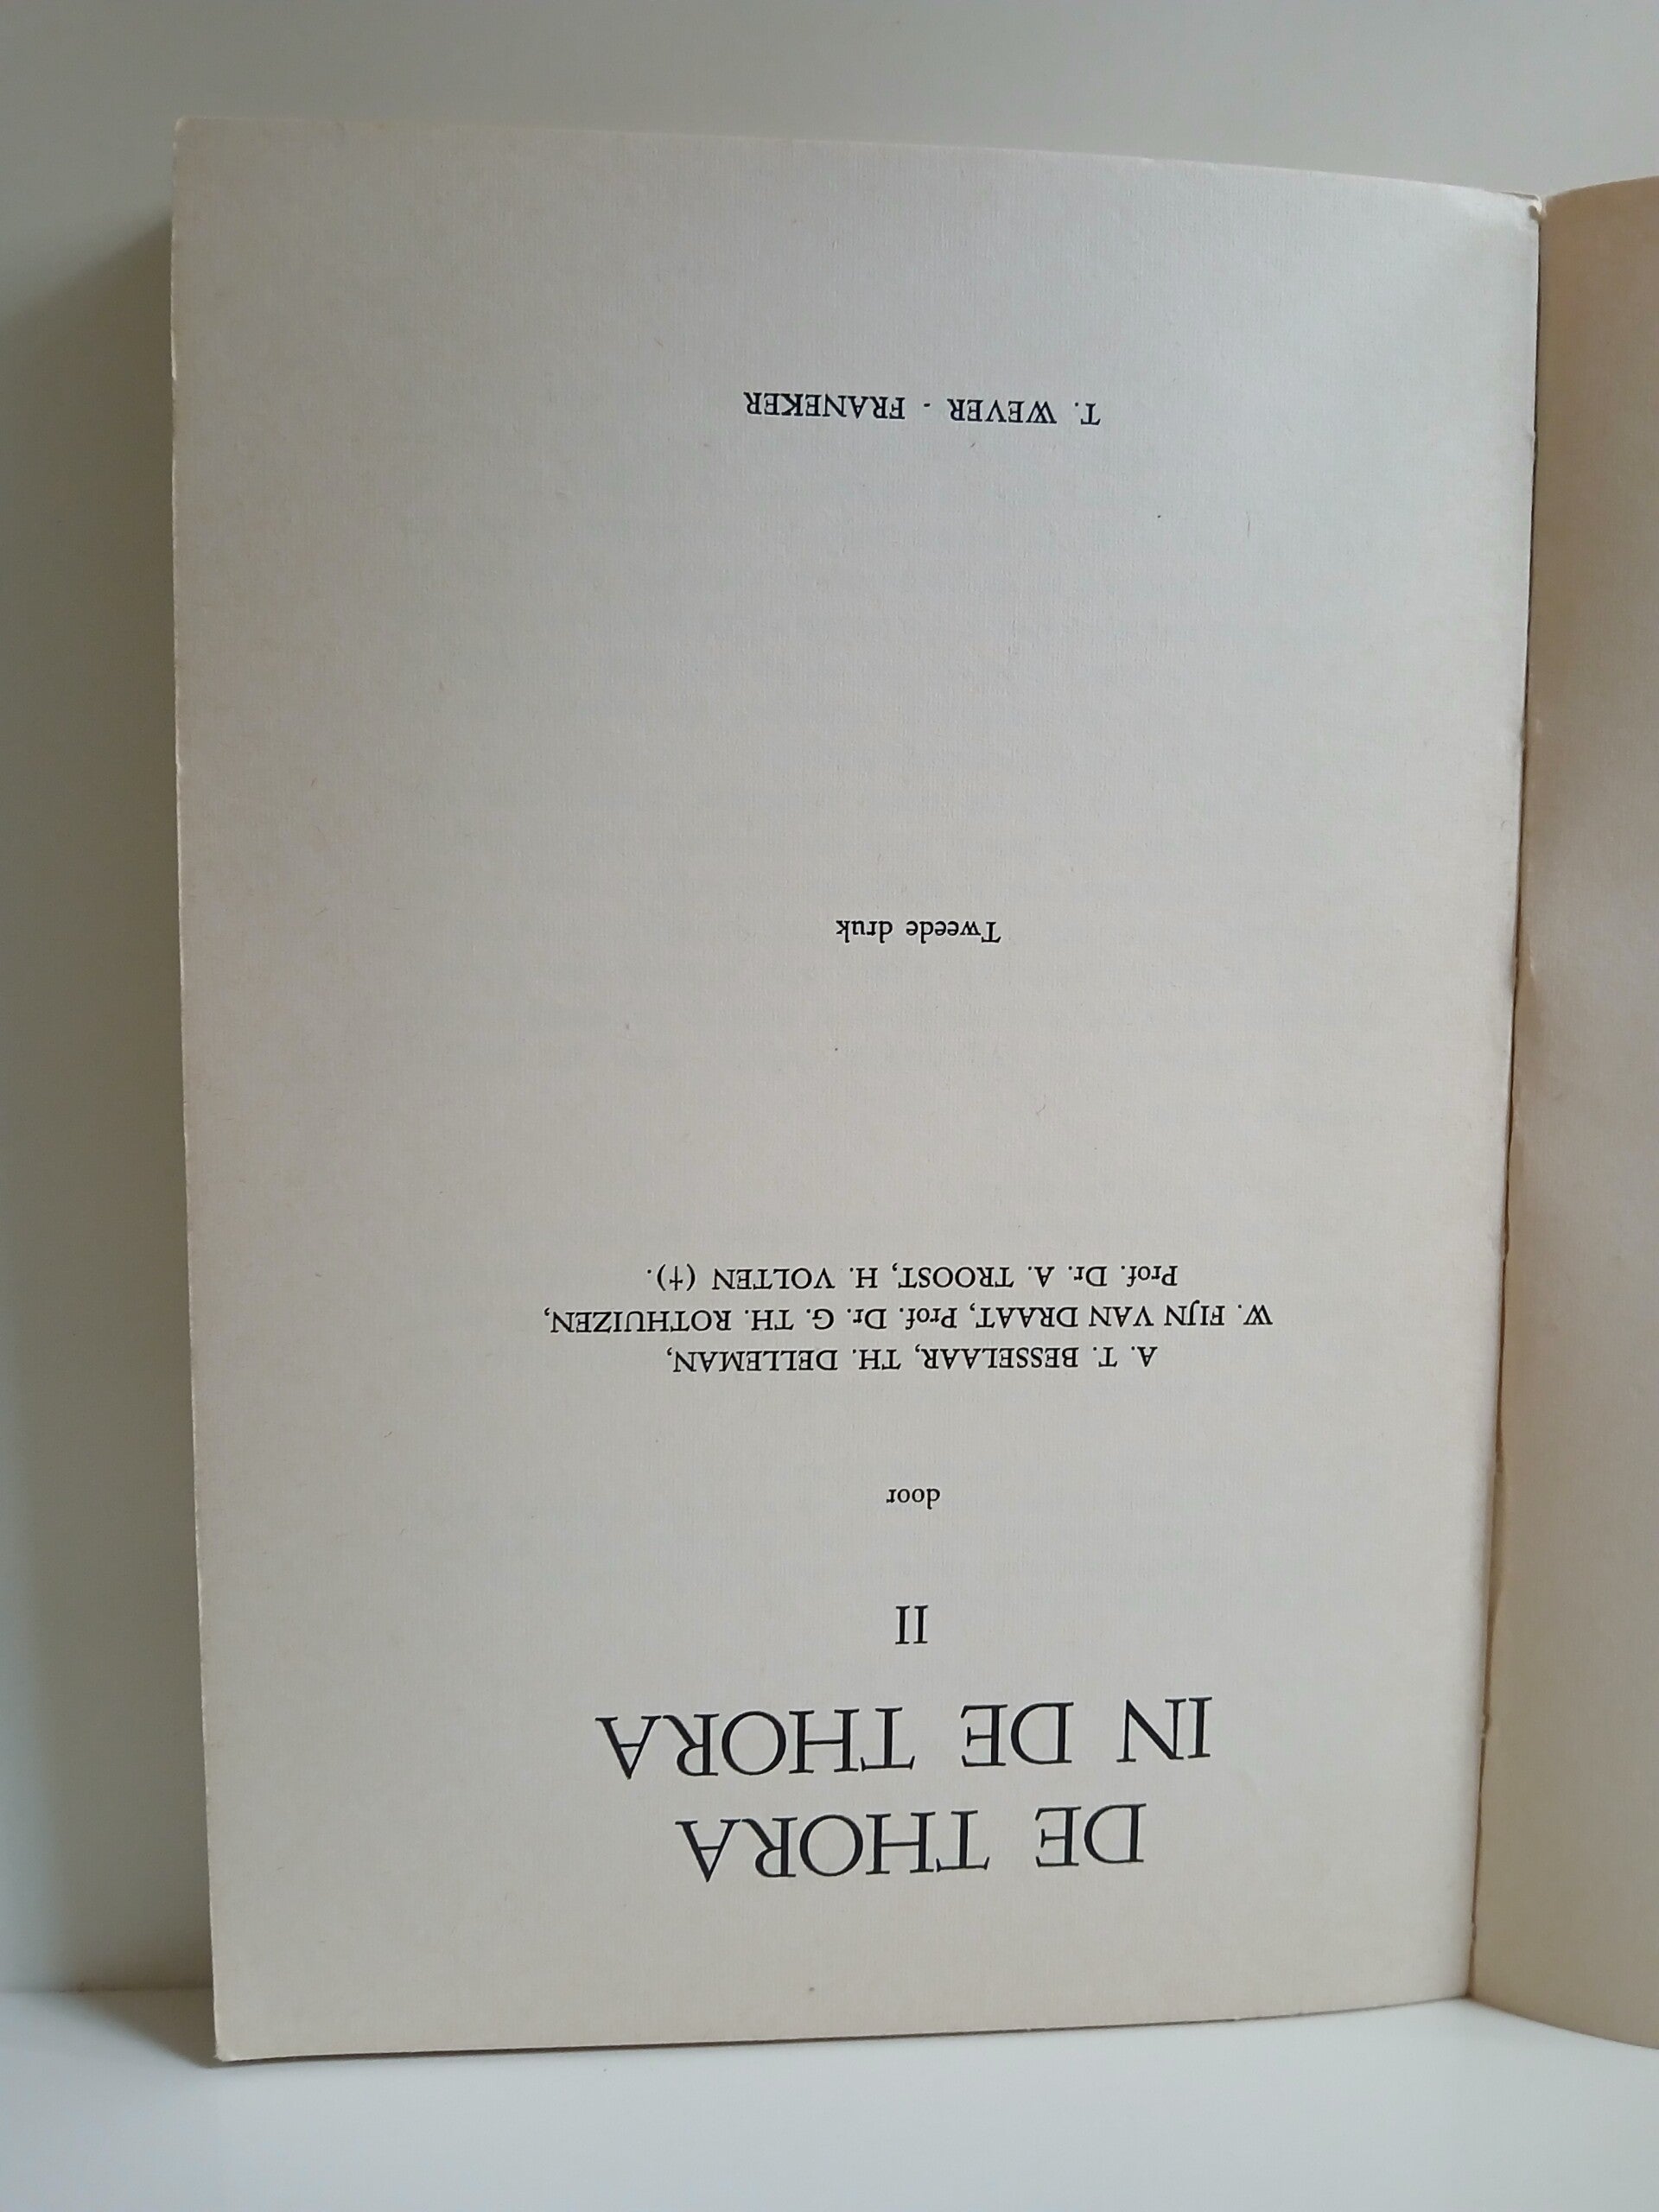 DE THORA
IN DE THORA
II
door
A. T. BESSELAAR, TH. DELLEMAN,
W. FIJN VAN DRAAT, Prof. Dr. G. TH. ROTHUIZEN,
Prof. Dr. A. TROOST, H. VOLTEN (†).
Tweede druk
T. WEVER - FRANEKER